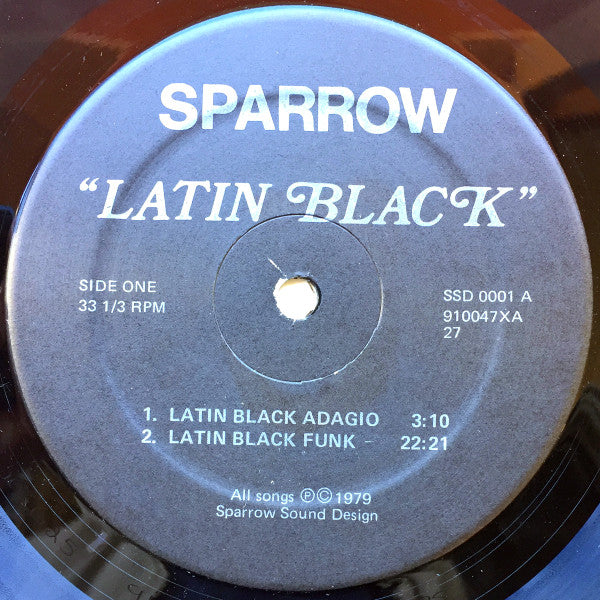 SPARROW
“LATIN BLACK”
SIDE ONE
33 1/3 RPM
SSD 0001 A
910047XA
27
1. LATIN BLACK ADAGIO 3:10
2. LATIN BLACK FUNK - 22:21
All songs ℗©1979
Sparrow Sound Design